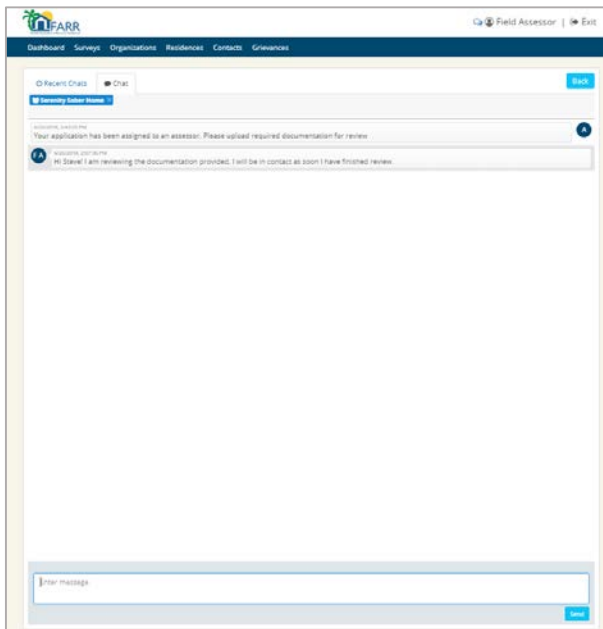 FARR
Field Assessor | Exit
Dashboard Surveys Organizations Residences Contacts Grievances
Recent Chats Chat Back
Serenity Sober Home
Your application has been assigned to an assessor. Please upload required documentation for review
A
FA
Hi Steve! I am reviewing the documentation provided. I will be in contact as soon I have finished review.
Enter message
Send